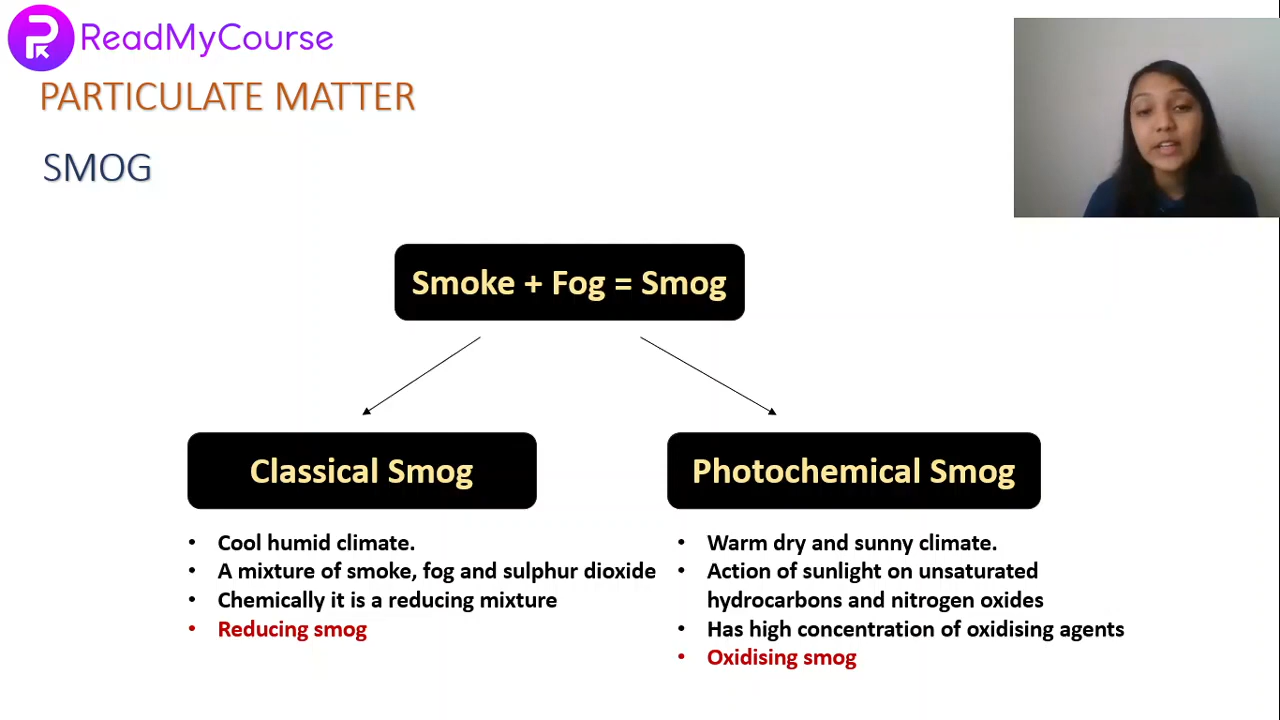 ReadMyCourse
PARTICULATE MATTER
SMOG
Smoke + Fog = Smog
Classical Smog
• Cool humid climate.
• A mixture of smoke, fog and sulphur dioxide
• Chemically it is a reducing mixture
• Reducing smog
Photochemical Smog
• Warm dry and sunny climate.
• Action of sunlight on unsaturated
hydrocarbons and nitrogen oxides
• Has high concentration of oxidising agents
• Oxidising smog